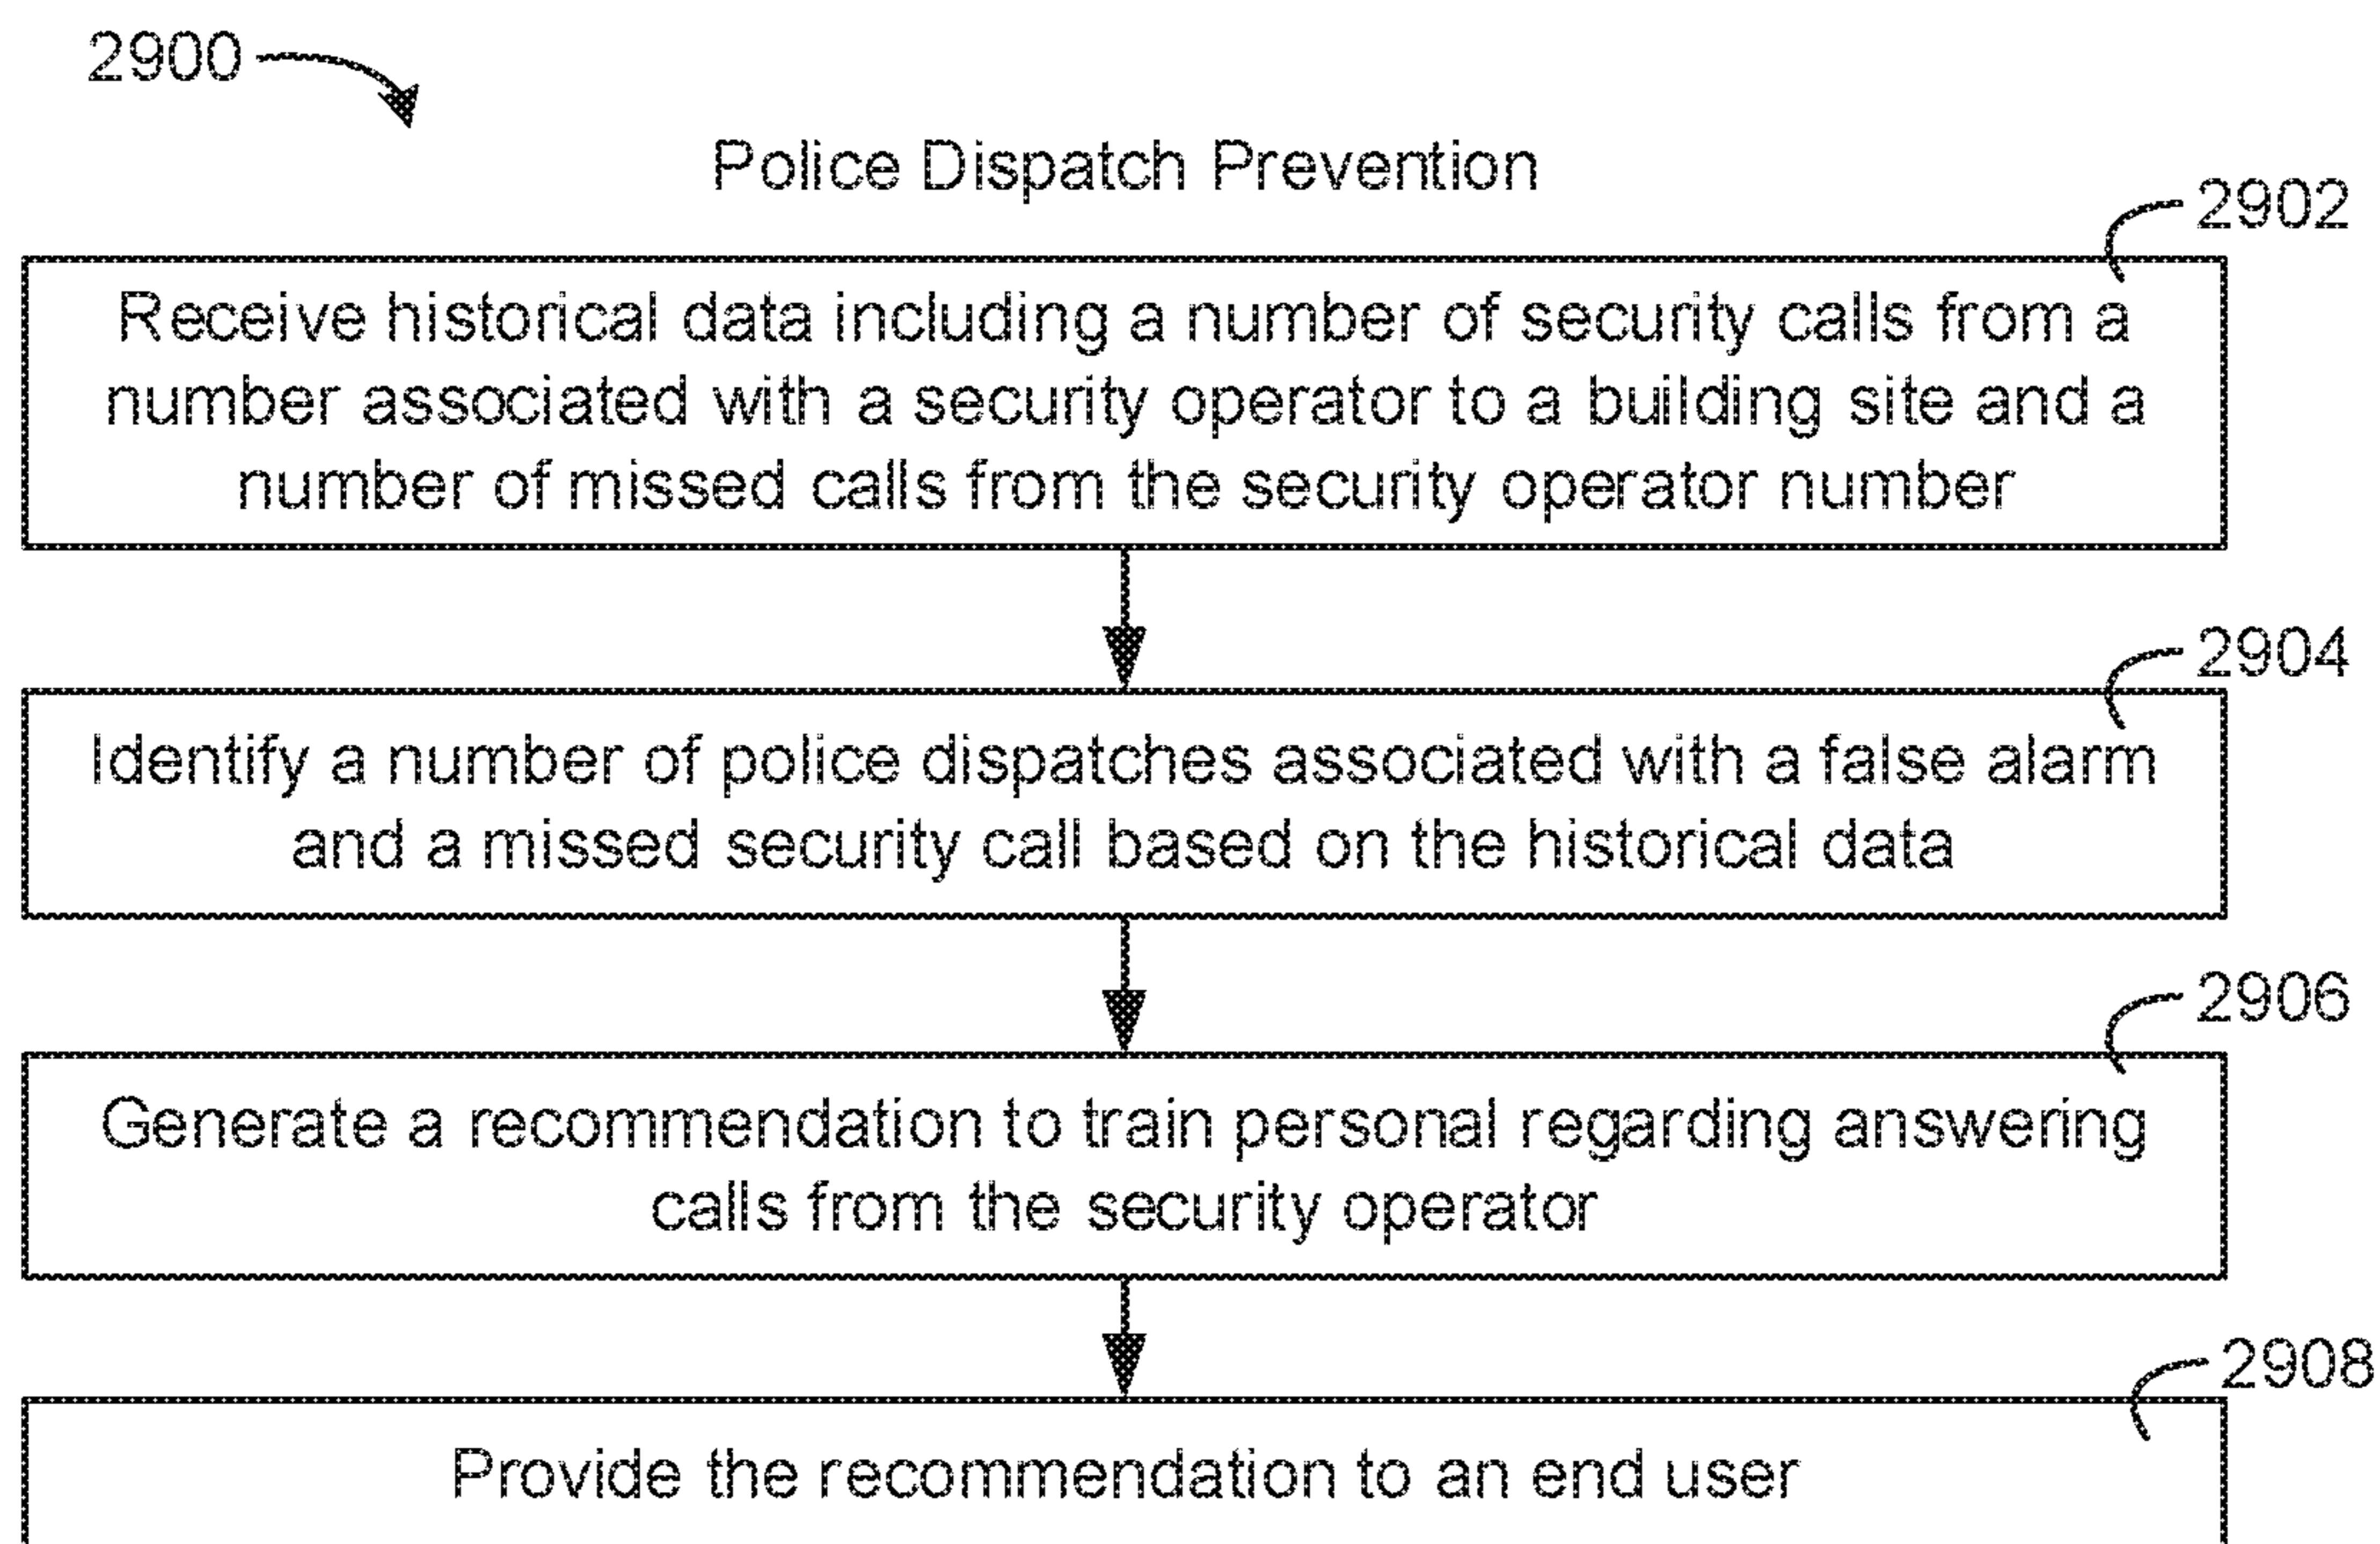 2900
Police Dispatch Prevention
2902
Receive historical data including a number of security calls from a
number associated with a security operator to a building site and a
number of missed calls from the security operator number
2904
Identify a number of police dispatches associated with a false alarm
and a missed security call based on the historical data
2906
Generate a recommendation to train personal regarding answering
calls from the security operator
2908
Provide the recommendation to an end user